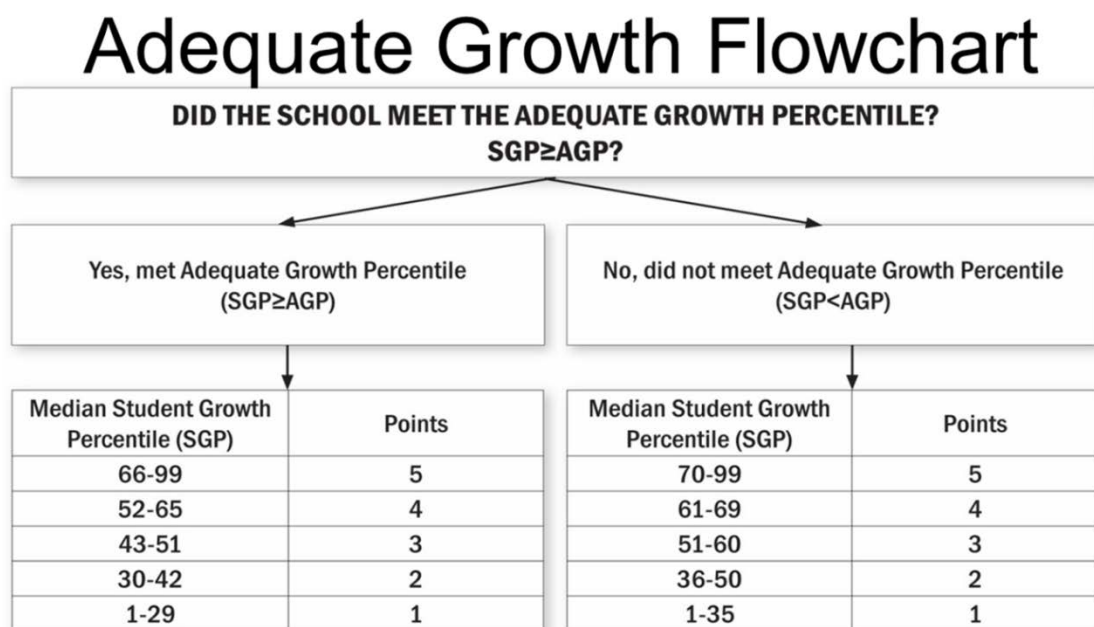 Adequate Growth Flowchart
DID THE SCHOOL MEET THE ADEQUATE GROWTH PERCENTILE?
SGP≥AGP?
Yes, met Adequate Growth Percentile
(SGP≥AGP)
No, did not meet Adequate Growth Percentile
(SGP<AGP)
Median Student Growth
Percentile (SGP)
Points
66-99 5
52-65 4
43-51 3
30-42 2
1-29 1
Median Student Growth
Percentile (SGP)
Points
70-99 5
61-69 4
51-60 3
36-50 2
1-35 1